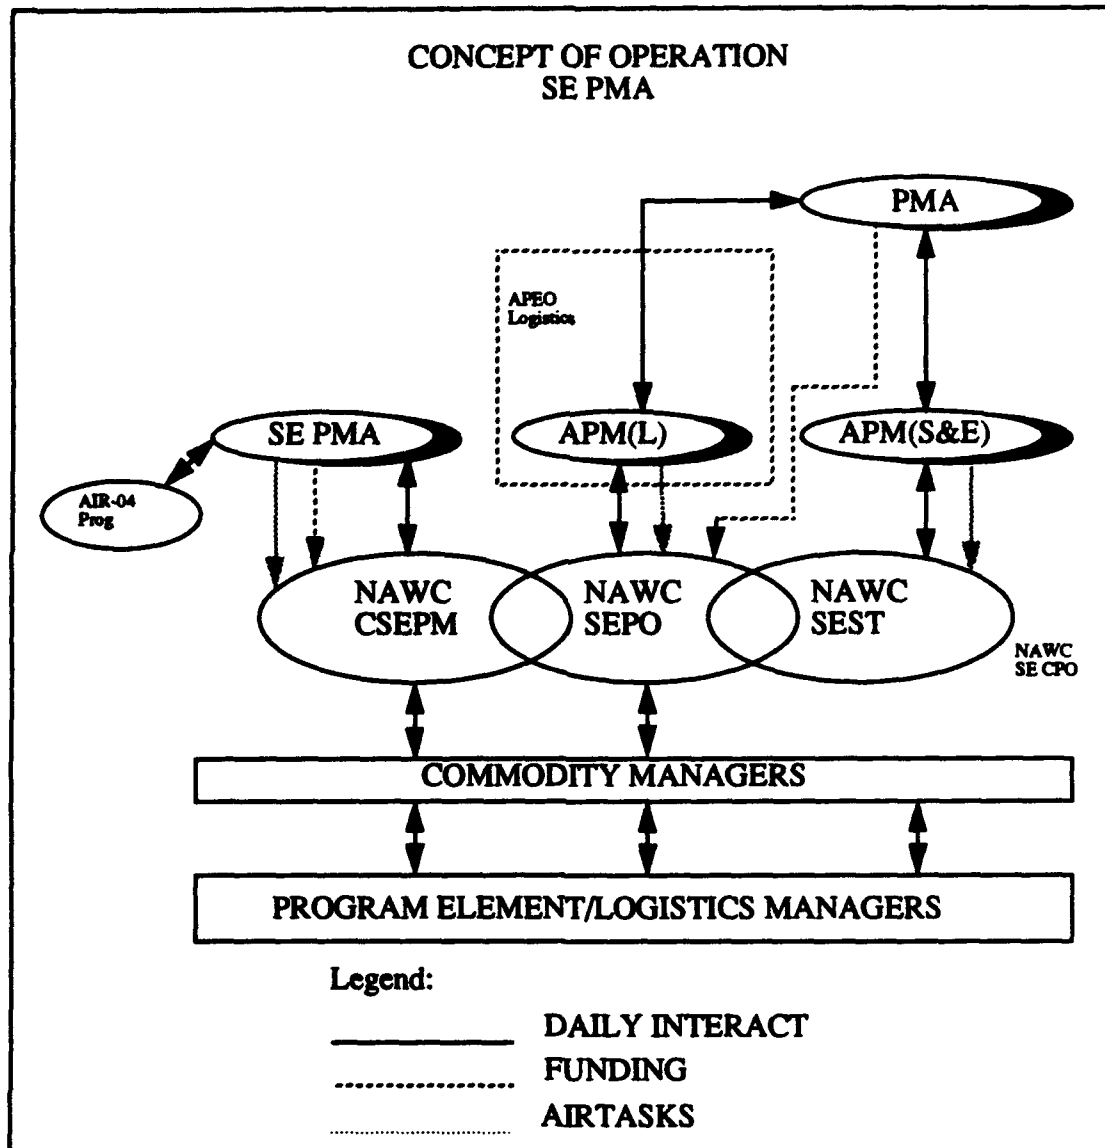 CONCEPT OF OPERATION
SE PMA
PMA
APEO
Logistics
SE PMA
APM(L)
APM(S&E)
AIR-04
Prog
NAWC
CSEPM
NAWC
SEPO
NAWC
SEST
NAWC
SE CPO
COMMODITY MANAGERS
PROGRAM ELEMENT/LOGISTICS MANAGERS
Legend:
DAILY INTERACT
FUNDING
AIRTASKS